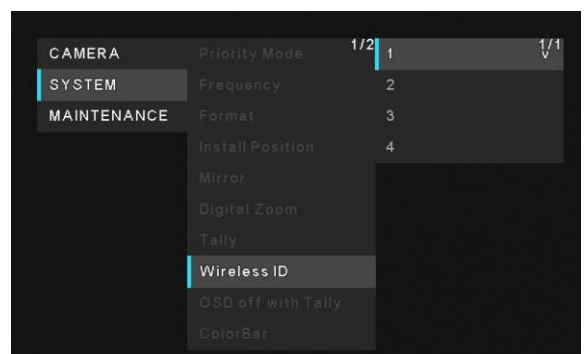 CAMERA
SYSTEM
MAINTENANCE
Priority Mode 1/2
Frequency
Format
Install Position
Mirror
Digital Zoom
Tally
Wireless ID
OSD off with Tally
ColorBar
1 1/1
2
3
4